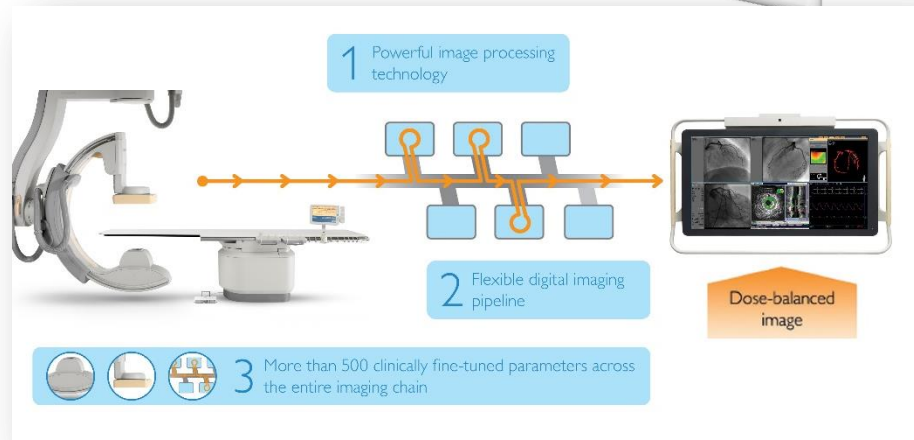 1 Powerful image processing
technology
2 Flexible digital imaging
pipeline
Dose-balanced
image
3 More than 500 clinically fine-tuned parameters across
the entire imaging chain